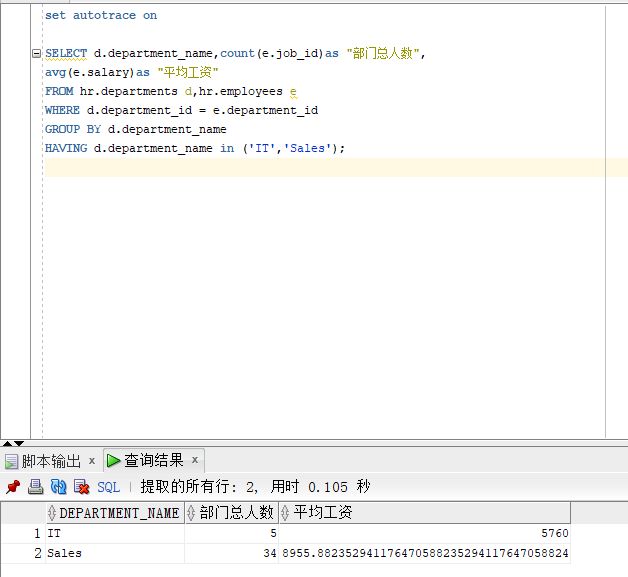 set autotrace on
SELECT d.department_name,count(e.job_id)as "部门总人数",
avg(e.salary)as "平均工资"
FROM hr.departments d,hr.employees e
WHERE d.department_id = e.department_id
GROUP BY d.department_name
HAVING d.department_name in ('IT','Sales');
脚本输出 x 查询结果 x
SQL | 提取的所有行: 2, 用时 0.105 秒
DEPARTMENT_NAME 部门总人数 平均工资
1 IT 5 5760
2 Sales 34 8955.88235294117647058823529411764705882​4